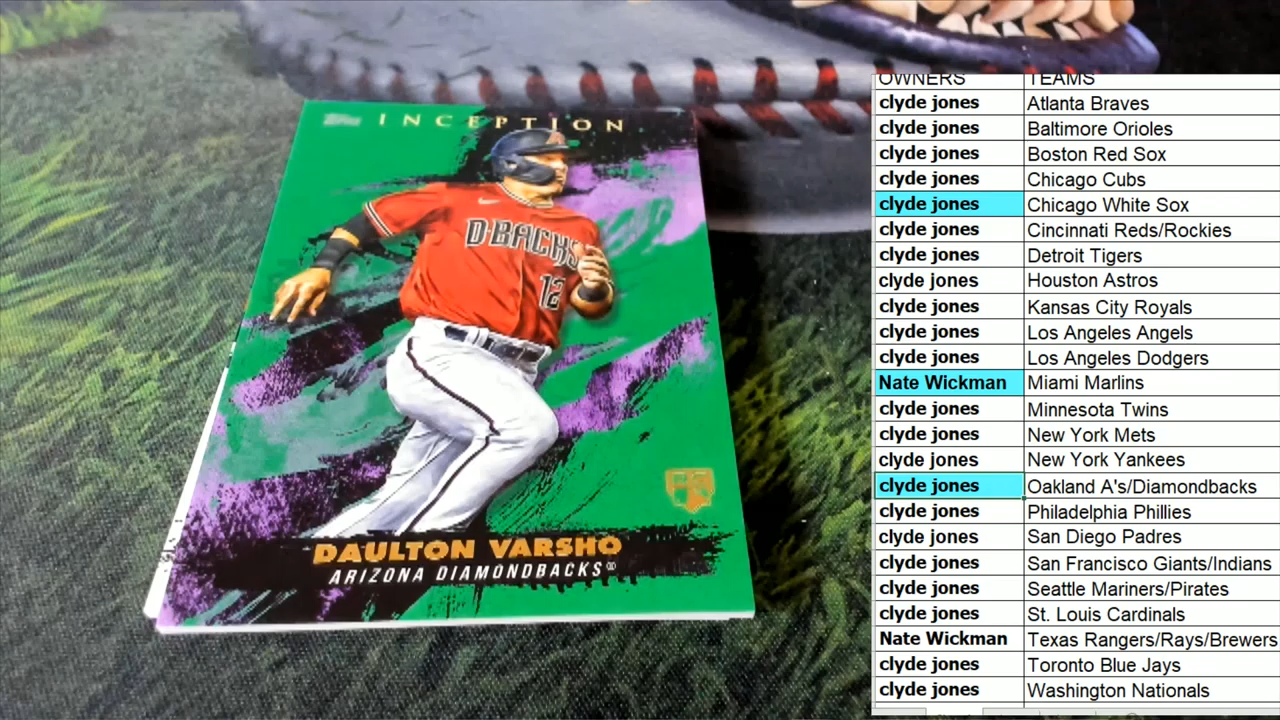 INCEPTION
D-BACKS
12
DAULTON VARSHO
ARIZONA DIAMONDBACKS®
OWNERS TEAMS
clyde jones Atlanta Braves
clyde jones Baltimore Orioles
clyde jones Boston Red Sox
clyde jones Chicago Cubs
clyde jones Chicago White Sox
clyde jones Cincinnati Reds/Rockies
clyde jones Detroit Tigers
clyde jones Houston Astros
clyde jones Kansas City Royals
clyde jones Los Angeles Angels
clyde jones Los Angeles Dodgers
Nate Wickman Miami Marlins
clyde jones Minnesota Twins
clyde jones New York Mets
clyde jones New York Yankees
clyde jones Oakland A's/Diamondbacks
clyde jones Philadelphia Phillies
clyde jones San Diego Padres
clyde jones San Francisco Giants/Indians
clyde jones Seattle Mariners/Pirates
clyde jones St. Louis Cardinals
Nate Wickman Texas Rangers/Rays/Brewers
clyde jones Toronto Blue Jays
clyde jones Washington Nationals